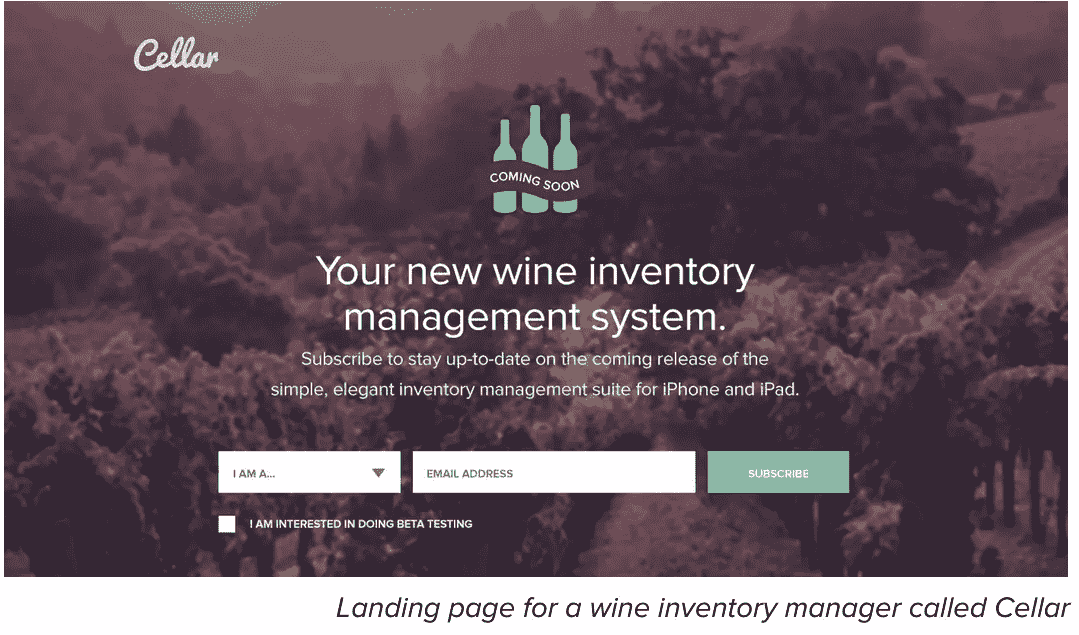 Cellar
COMING SOON
Your new wine inventory
management system.
Subscribe to stay up-to-date on the coming release of the
simple, elegant inventory management suite for iPhone and iPad.
I AM A...
EMAIL ADDRESS
SUBSCRIBE
I AM INTERESTED IN DOING BETA TESTING
Landing page for a wine inventory manager called Cellar